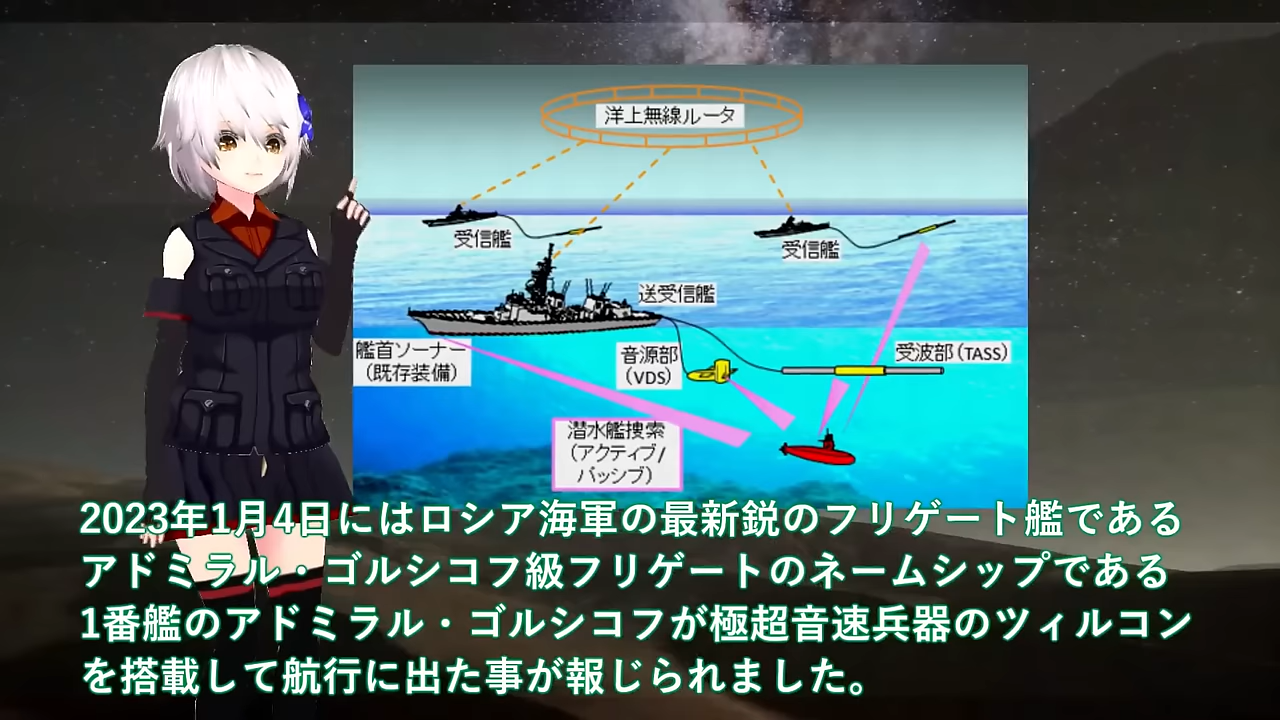 洋上無線ルータ
受信艦
受信艦
送受信艦
艦首ソーナー
（既存装備）
音源部
（VDS）
受波部（TASS）
潜水艦捜索
（アクティブ/
パッシブ）
2023年1月4日にはロシア海軍の最新鋭のフリゲート艦である
アドミラル・ゴルシコフ級フリゲートのネームシップである
1番艦のアドミラル・ゴルシコフが極超音速兵器のツィルコン
を搭載して航行に出た事が報じられました。